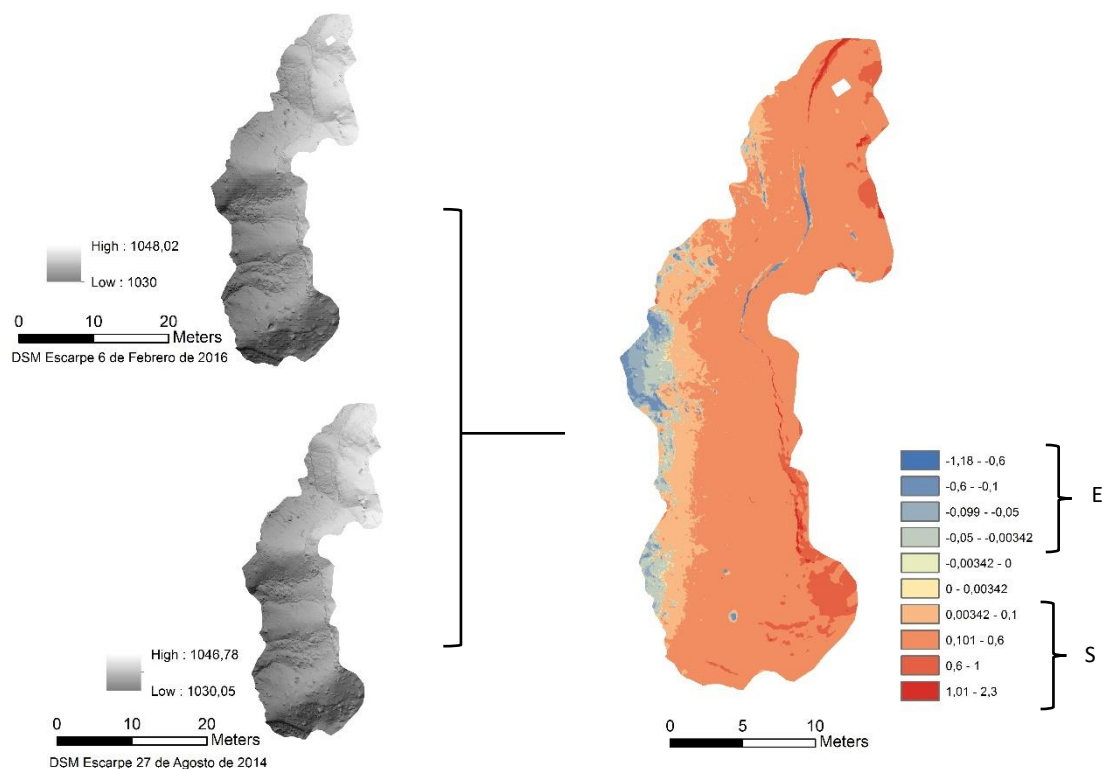 High : 1048,02
Low : 1030
0 10 20
Meters
DSM Escarpe 6 de Febrero de 2016
High : 1046,78
Low : 1030,05
0 10 20
Meters
DSM Escarpe 27 de Agosto de 2014
-1,18 - -0,6
-0,6 - -0,1
-0,099 - -0,05
-0,05 - -0,00342
-0,00342 - 0
0 - 0,00342
0,00342 - 0,1
0,101 - 0,6
0,6 - 1
1,01 - 2,3
E
S
0 5 10
Meters